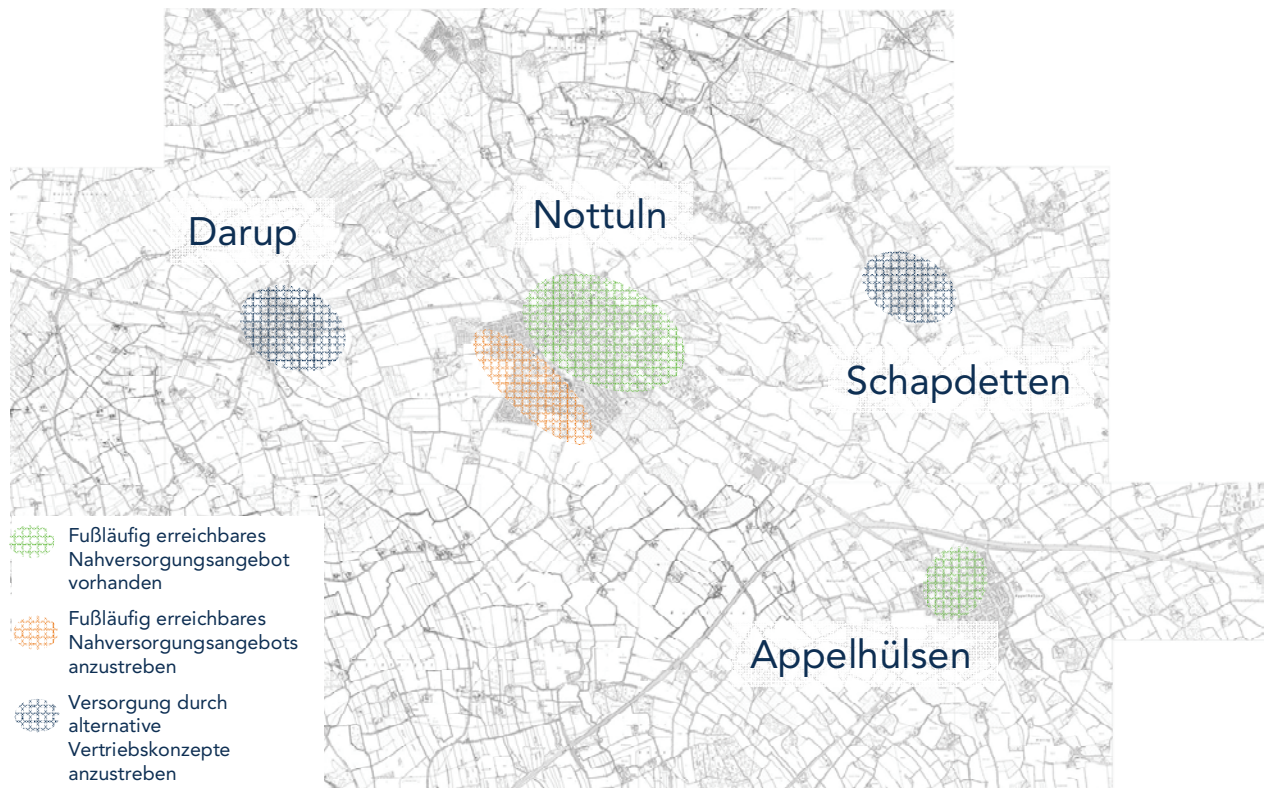 Nottuln
Darup
Schapdetten
Appelhülsen
Fußläufig erreichbares
Nahversorgungsangebot
vorhanden
Fußläufig erreichbares
Nahversorgungsangebots
anzustreben
Versorgung durch
alternative
Vertriebskonzepte
anzustreben